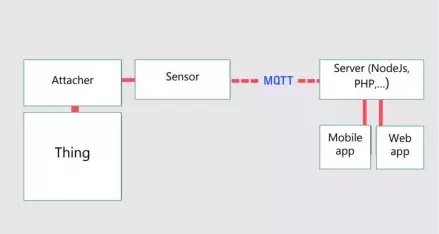 Attacher
Sensor
MQTT
Server (NodeJs,
PHP,...)
Thing
Mobile
app
Web
app